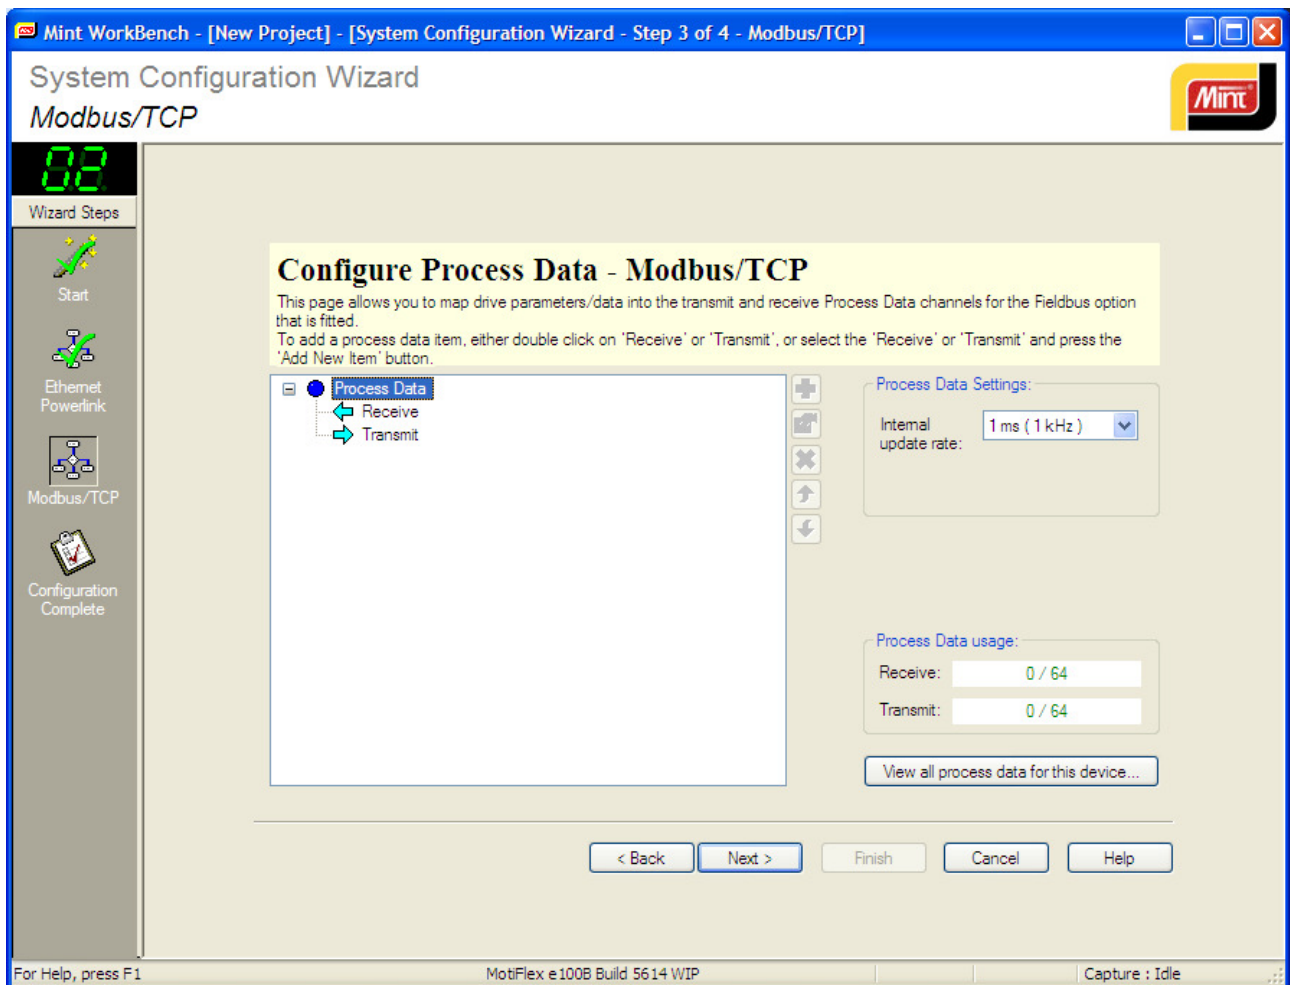 Mint WorkBench - [New Project] - [System Configuration Wizard - Step 3 of 4 - Modbus/TCP]
System Configuration Wizard
Modbus/TCP
Mint
02
Wizard Steps
Start
Ethernet
Powerlink
Modbus/TCP
Configuration
Complete
Configure Process Data - Modbus/TCP
This page allows you to map drive parameters/data into the transmit and receive Process Data channels for the Fieldbus option
that is fitted.
To add a process data item, either double click on 'Receive' or 'Transmit', or select the 'Receive' or 'Transmit' and press the
'Add New Item' button.
Process Data
Receive
Transmit
Process Data Settings:
Internal
update rate:
1 ms ( 1 kHz )
Process Data usage:
Receive:
0 / 64
Transmit:
0 / 64
View all process data for this device...
< Back
Next >
Finish
Cancel
Help
For Help, press F1
MotiFlex e100B Build 5614 WIP
Capture : Idle